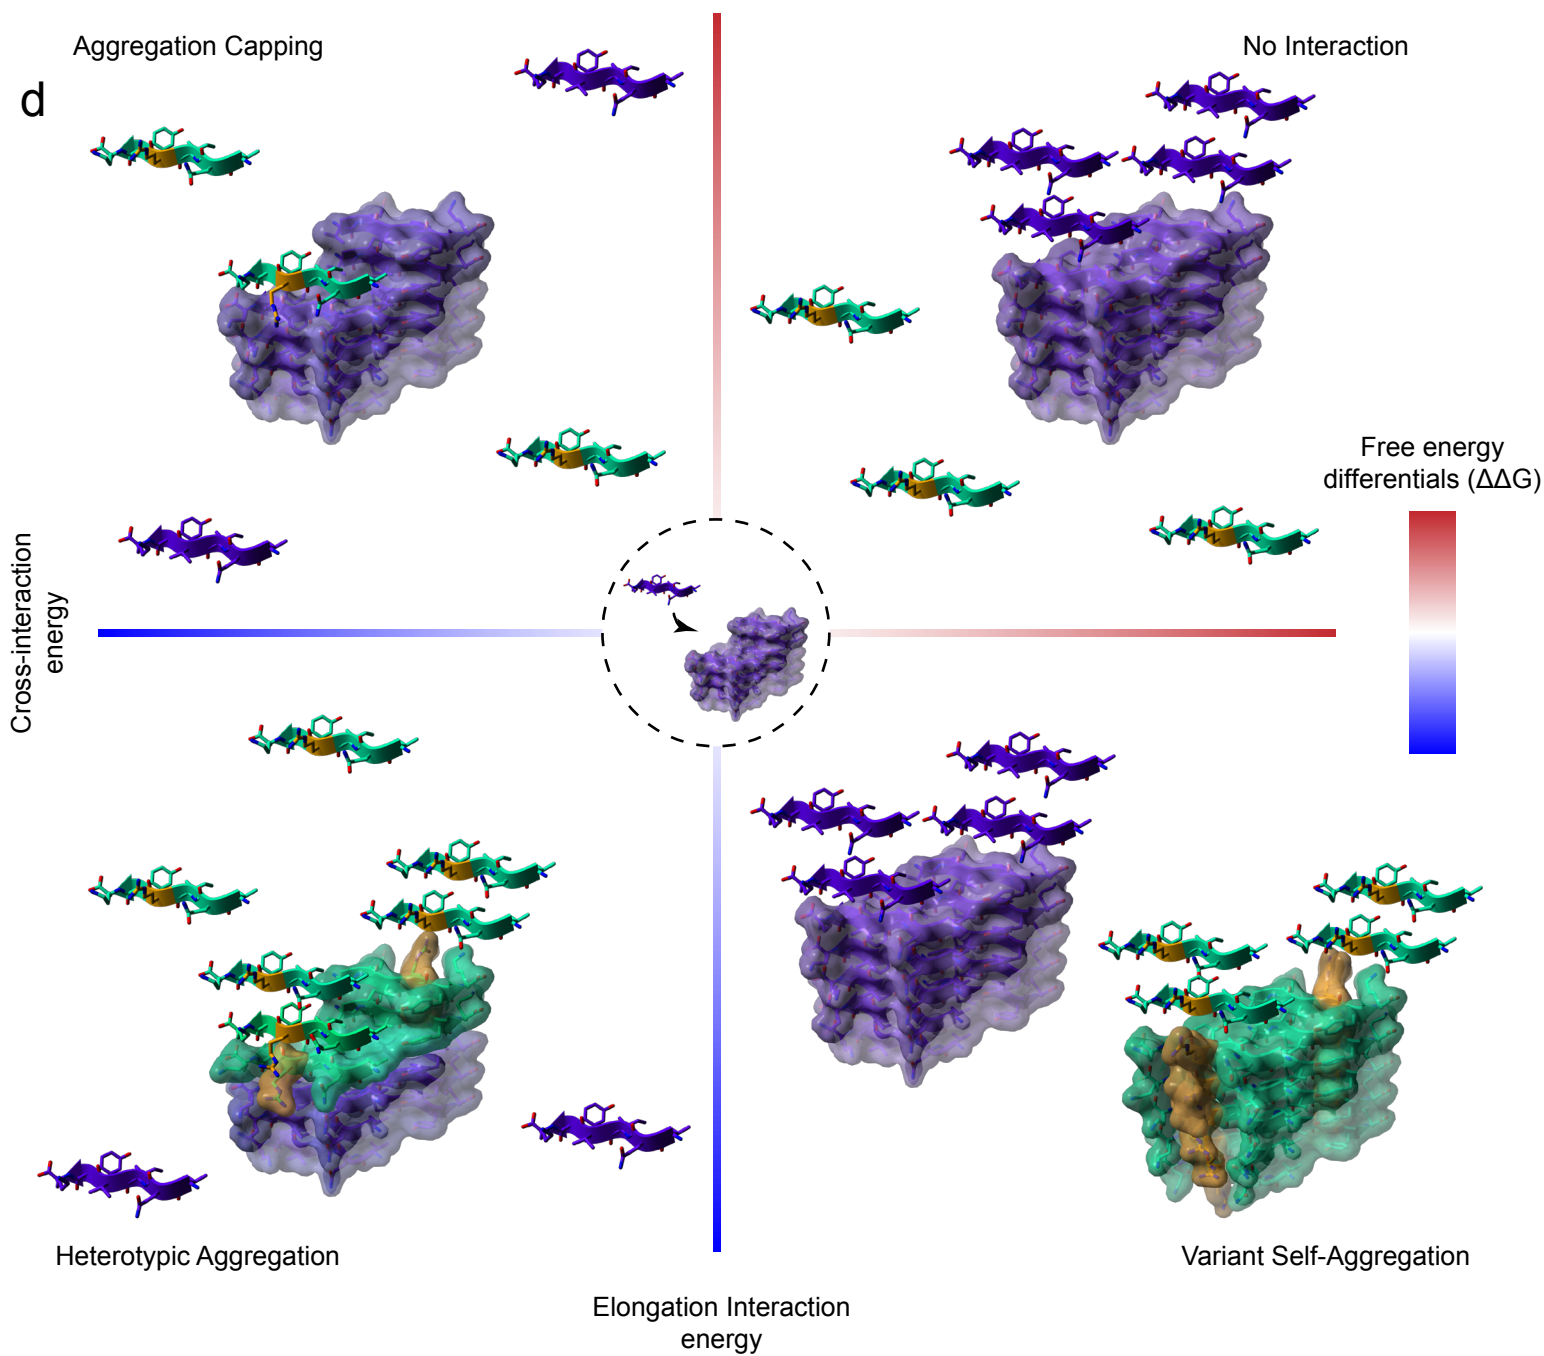 Aggregation Capping
No Interaction
d
Free energy
differentials (ΔΔG)
Cross-interaction
energy
Heterotypic Aggregation
Variant Self-Aggregation
Elongation Interaction
energy